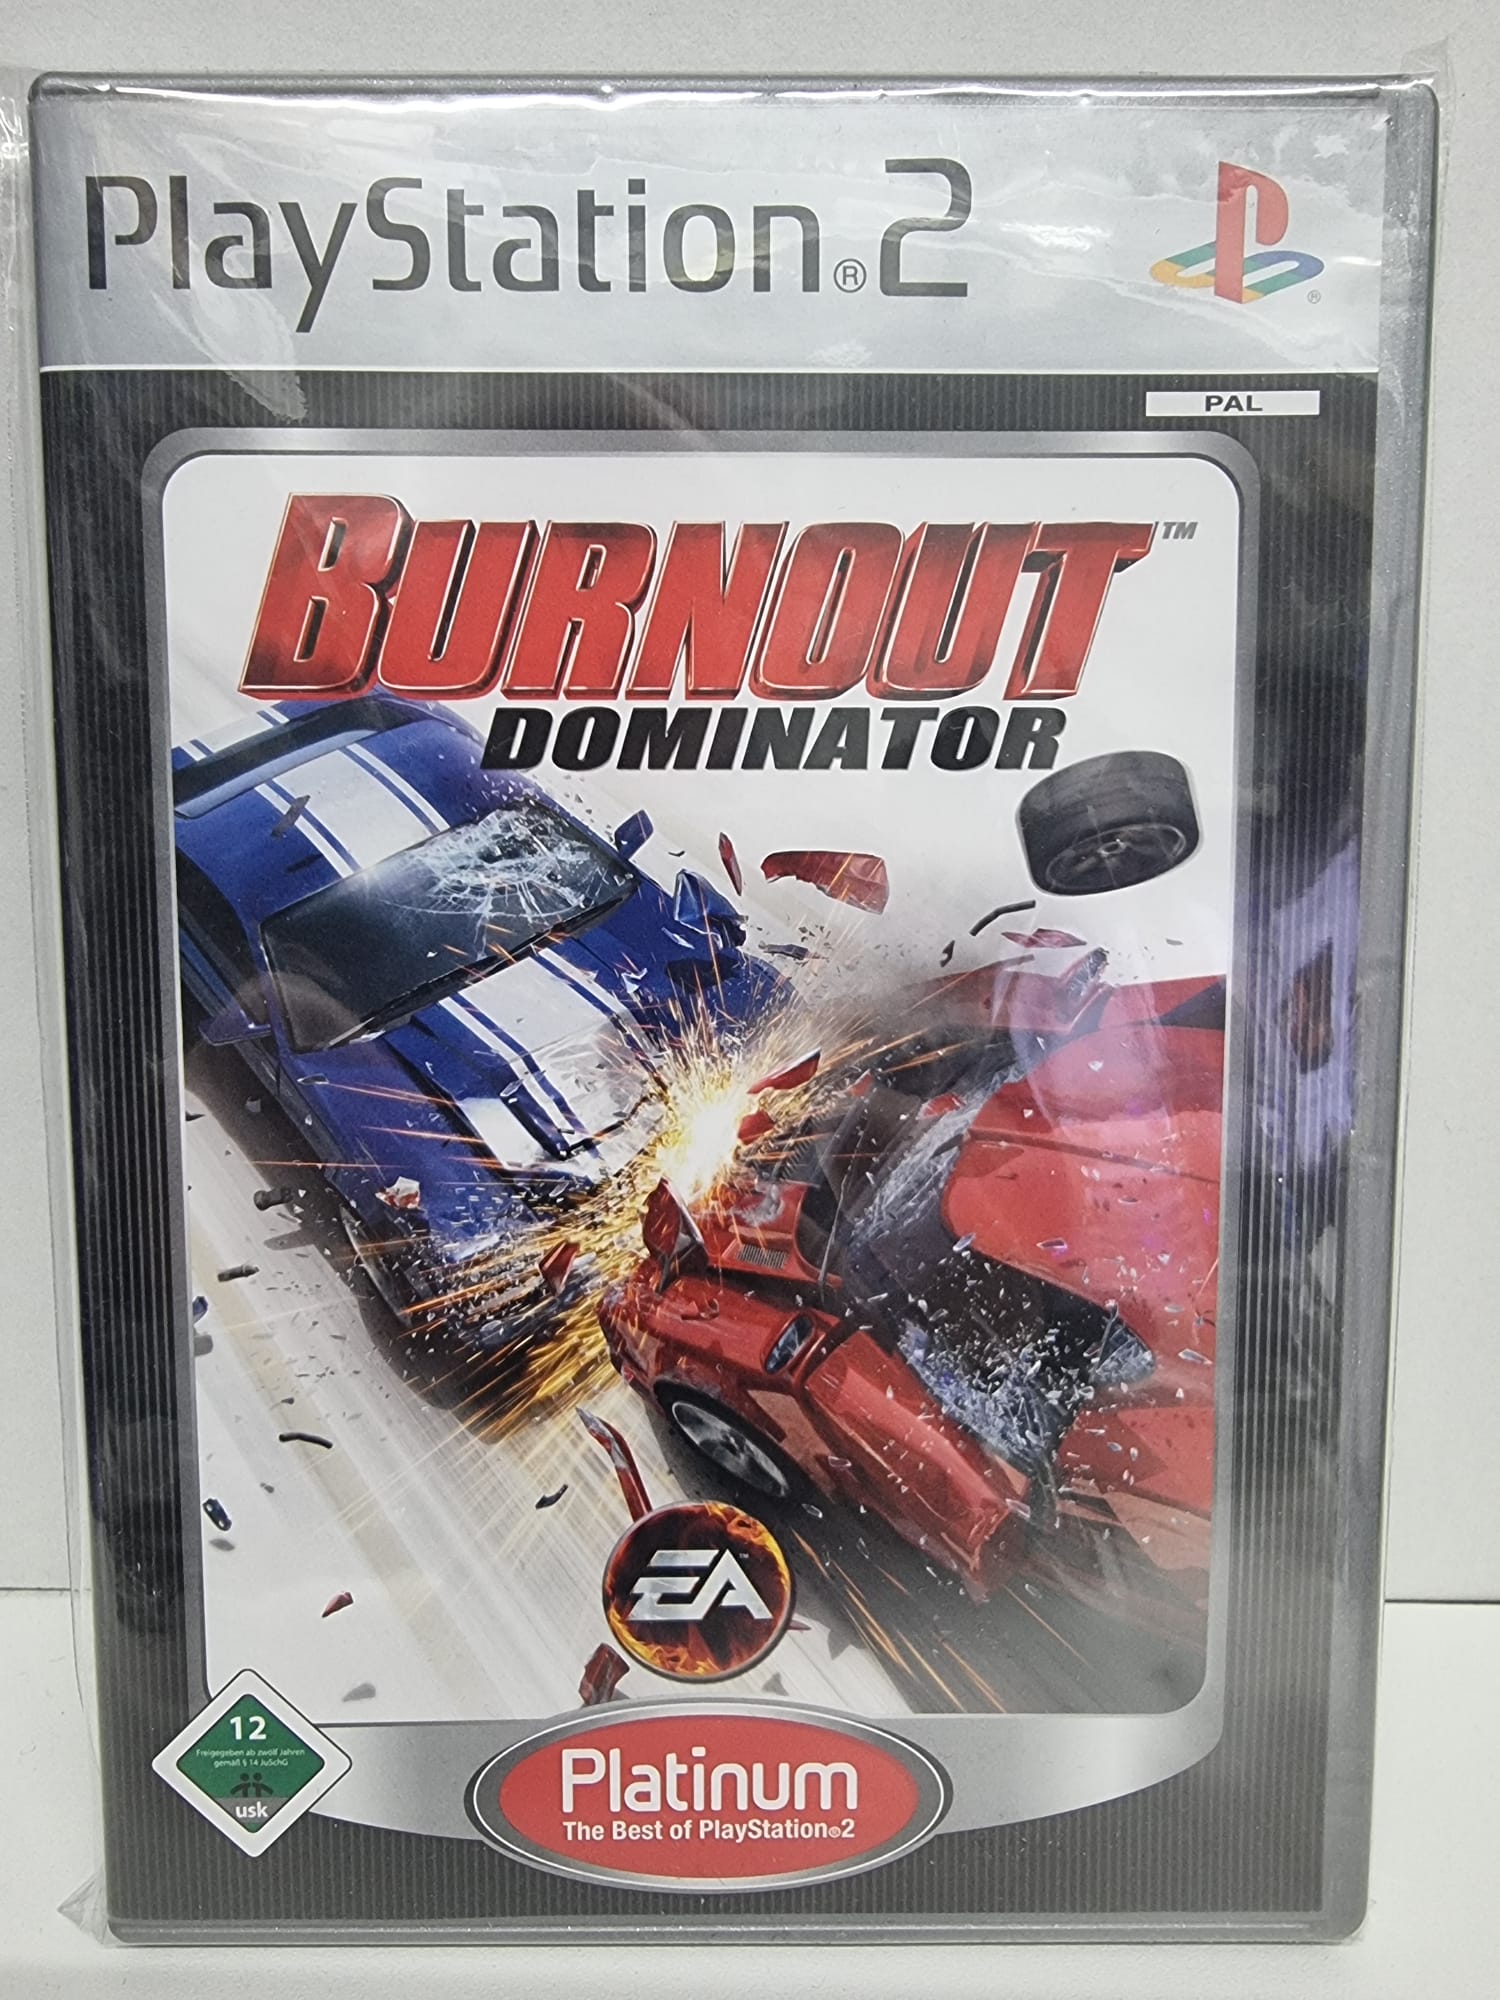 PlayStation®2
®
PAL
BURNOUT™
DOMINATOR
EA™
12
Freigegeben ab zwölf Jahren
gemäß § 14 JuSchG
usk
Platinum
The Best of PlayStation®2